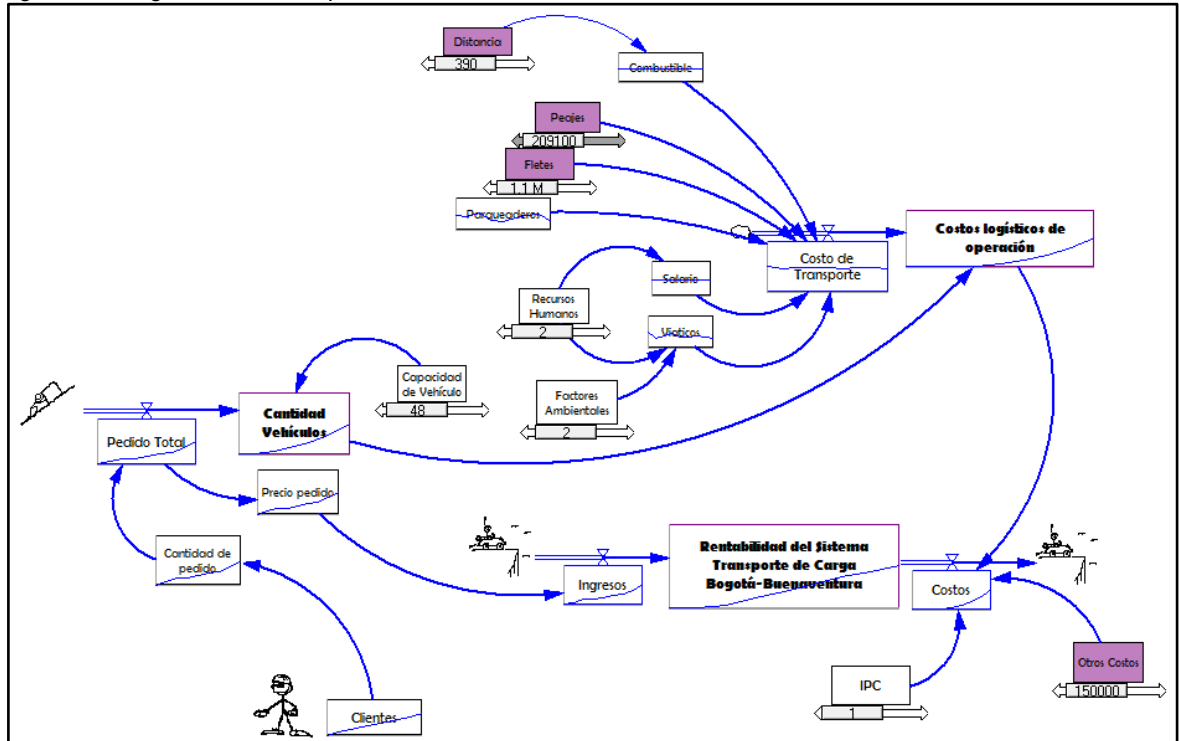 Distancia
390
Combustible
Peajes
209100
Fletes
1.1 M
Parqueaderos
Costos logísticos de
operación
Costo de
Transporte
Salario
Recursos
Humanos
2
Viaticos
Capacidad
de Vehículo
48
Factores
Ambientales
2
Cantidad
Vehículos
Pedido Total
Precio pedido
Cantidad de
pedido
Rentabilidad del Sistema
Transporte de Carga
Bogotá-Buenaventura
Ingresos
Costos
Otros Costos
150000
IPC
1
Clientes